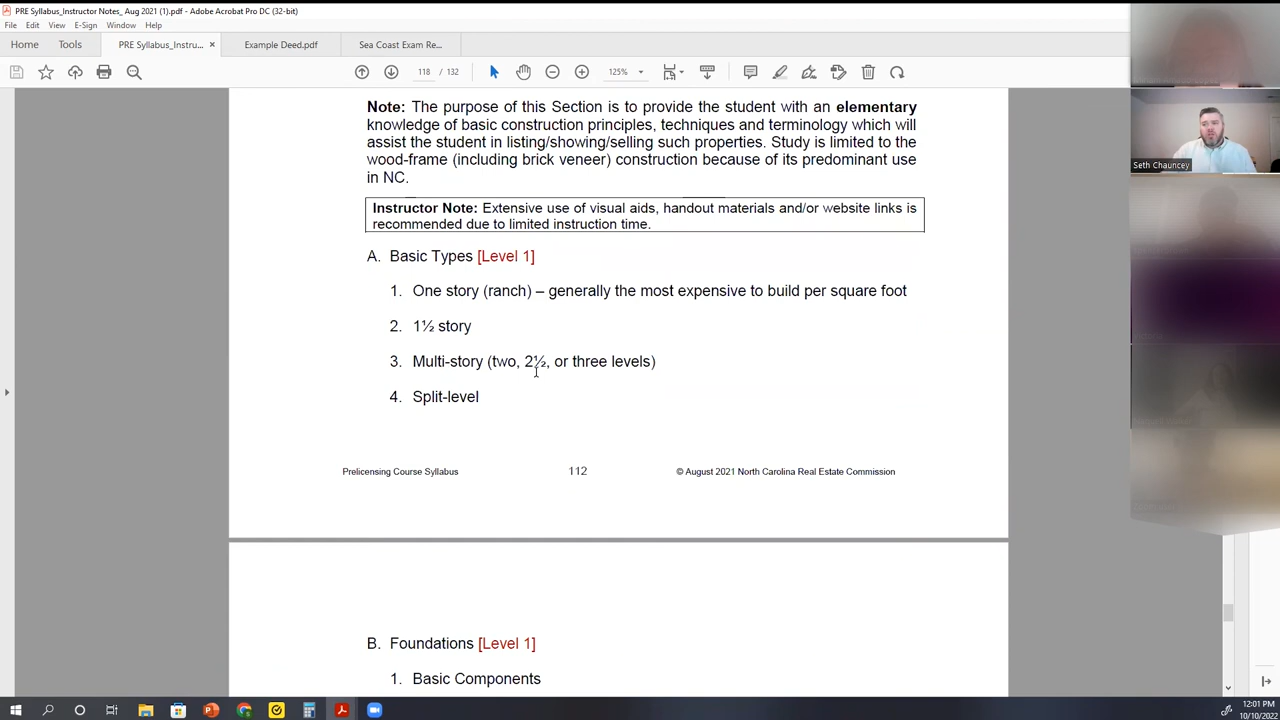 PRE Syllabus_Instructor Notes_ Aug 2021 (1).pdf - Adobe Acrobat Pro DC (32-bit)
File Edit View E-Sign Window Help
Home Tools PRE Syllabus_Instru... × Example Deed.pdf Sea Coast Exam Re...
118 / 132 125%
Note: The purpose of this Section is to provide the student with an elementary
knowledge of basic construction principles, techniques and terminology which will
assist the student in listing/showing/selling such properties. Study is limited to the
wood-frame (including brick veneer) construction because of its predominant use
in NC.
Instructor Note: Extensive use of visual aids, handout materials and/or website links is
recommended due to limited instruction time.
A. Basic Types [Level 1]
1. One story (ranch) – generally the most expensive to build per square foot
2. 1½ story
3. Multi-story (two, 2½, or three levels)
4. Split-level
Prelicensing Course Syllabus 112 © August 2021 North Carolina Real Estate Commission
B. Foundations [Level 1]
1. Basic Components
Seth Chauncey
12:01 PM
10/10/2022